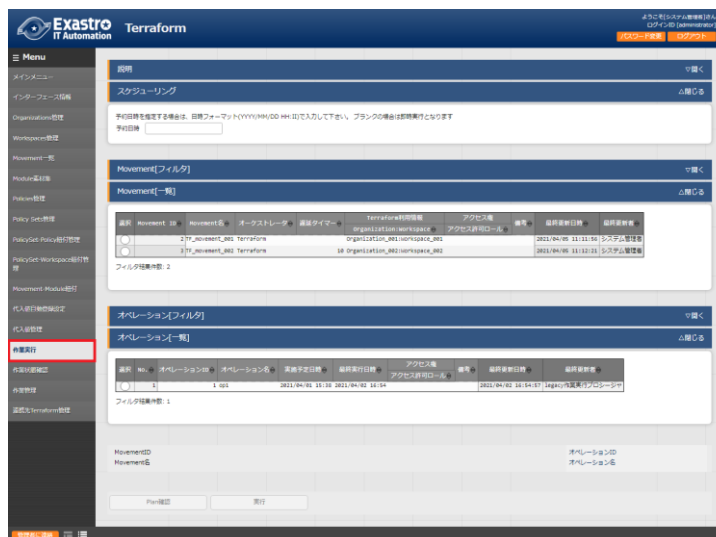 Exastro
IT Automation
Terraform
ようこそ[システム管理者]さん
ログインID [administrator]
パスワード変更 ログアウト
Menu
メインメニュー
インターフェース情報
Organizations管理
Workspaces管理
Movement一覧
Module素材集
Policies管理
Policy Sets管理
PolicySet-Policy紐付管理
PolicySet-Workspace紐付管
理
Movement-Module紐付
代入値自動登録設定
代入値管理
作業実行
作業状態確認
作業管理
連携先Terraform管理
説明 ▽開く
スケジューリング △閉じる
予約日時を指定する場合は、日時フォーマット(YYYY/MM/DD HH:II)で入力して下さい。ブランクの場合は即時実行となります
予約日時
Movement[フィルタ] ▽開く
Movement[一覧] △閉じる
選択 Movement ID Movement名 オーケストレータ 遅延タイマー Terraform利用情報 アクセス権 備考 最終更新日時 最終更新者
Organization:Workspace アクセス許可ロール
2 TF_movement_001 Terraform Organization_001:workspace_001 2021/04/05 11:11:56 システム管理者
3 TF_movement_002 Terraform 10 Organization_002:workspace_002 2021/04/05 11:12:21 システム管理者
フィルタ結果件数: 2
オペレーション[フィルタ] ▽開く
オペレーション[一覧] △閉じる
選択 No. オペレーションID オペレーション名 実施予定日時 最終実行日時 アクセス権 備考 最終更新日時 最終更新者
アクセス許可ロール
1 1 op1 2021/04/01 15:38 2021/04/02 16:54 2021/04/02 16:54:57 legacy作業実行プロシージャ
フィルタ結果件数: 1
MovementID オペレーションID
Movement名 オペレーション名
Plan確認 実行
管理者に連絡